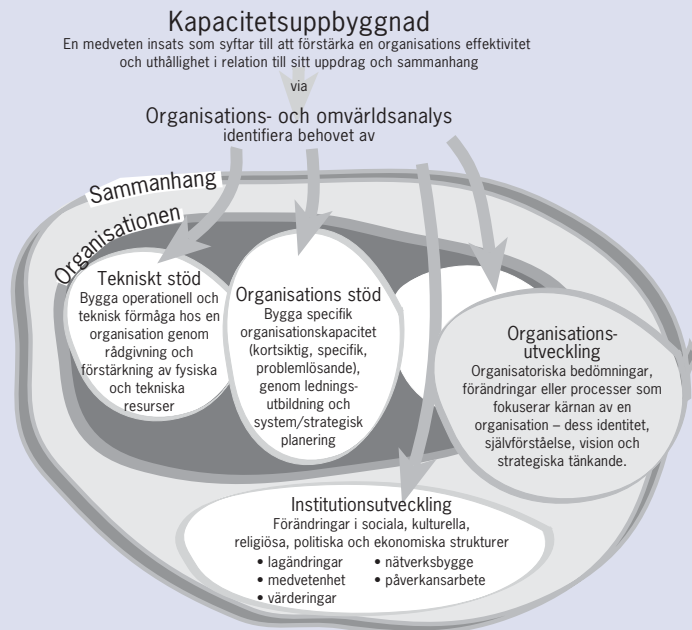 Kapacitetsuppbyggnad
En medveten insats som syftar till att förstärka en organisations effektivitet
och uthållighet i relation till sitt uppdrag och sammanhang
via
Organisations- och omvärldsanalys
identifiera behovet av
Sammanhang
Organisationen
Tekniskt stöd
Bygga operationell och
teknisk förmåga hos en
organisation genom
rådgivning och
förstärkning av fysiska
och tekniska
resurser
Organisations stöd
Bygga specifik
organisationskapacitet
(kortsiktig, specifik,
problemlösande),
genom lednings-
utbildning och
system/strategisk
planering
Organisations-
utveckling
Organisatoriska bedömningar,
förändringar eller processer som
fokuserar kärnan av en
organisation – dess identitet,
självförståelse, vision och
strategiska tänkande.
Institutionsutveckling
Förändringar i sociala, kulturella,
religiösa, politiska och ekonomiska strukturer
• lagändringar
• medvetenhet
• värderingar
• nätverksbygge
• påverkansarbete